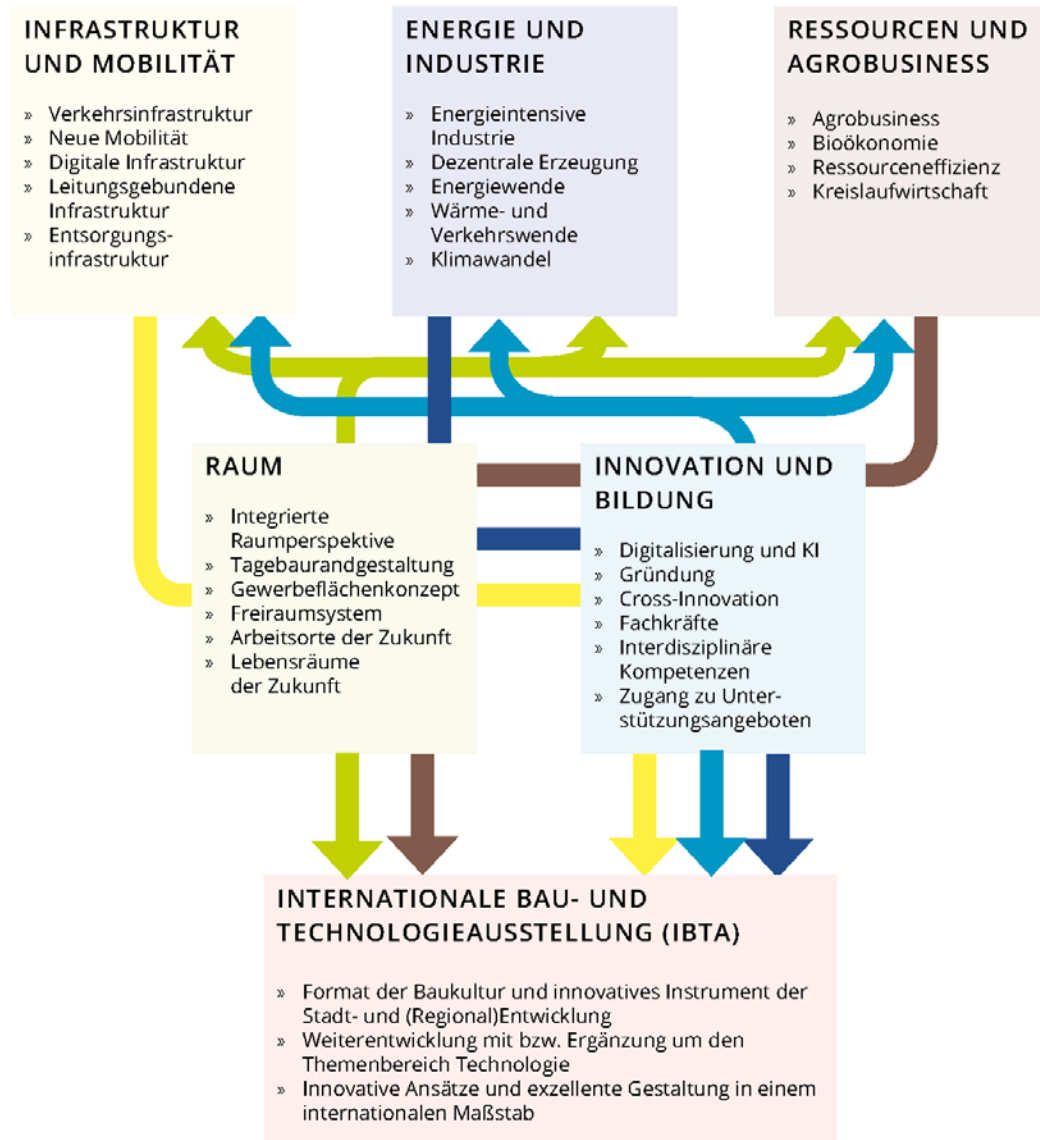 INFRASTRUKTUR
UND MOBILITÄT
» Verkehrsinfrastruktur
» Neue Mobilität
» Digitale Infrastruktur
» Leitungsgebundene
Infrastruktur
» Entsorgungs-
infrastruktur
ENERGIE UND
INDUSTRIE
» Energieintensive
Industrie
» Dezentrale Erzeugung
» Energiewende
» Wärme- und
Verkehrswende
» Klimawandel
RESSOURCEN UND
AGROBUSINESS
» Agrobusiness
» Bioökonomie
» Ressourceneffizienz
» Kreislaufwirtschaft
RAUM
» Integrierte
Raumperspektive
» Tagebaurandgestaltung
» Gewerbeflächenkonzept
» Freiraumsystem
» Arbeitsorte der Zukunft
» Lebensräume
der Zukunft
INNOVATION UND
BILDUNG
» Digitalisierung und KI
» Gründung
» Cross-Innovation
» Fachkräfte
» Interdisziplinäre
Kompetenzen
» Zugang zu Unter-
stützungsangeboten
INTERNATIONALE BAU- UND
TECHNOLOGIEAUSSTELLUNG (IBTA)
» Format der Baukultur und innovatives Instrument der
Stadt- und (Regional)Entwicklung
» Weiterentwicklung mit bzw. Ergänzung um den
Themenbereich Technologie
» Innovative Ansätze und exzellente Gestaltung in einem
internationalen Maßstab